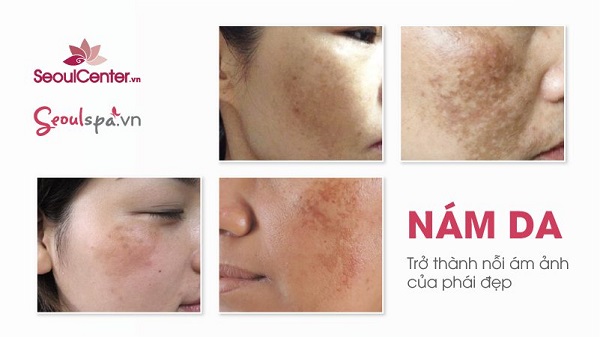 SeoulCenter.vn
Seoulspa.vn
NÁM DA
Trở thành nỗi ám ảnh
của phái đẹp